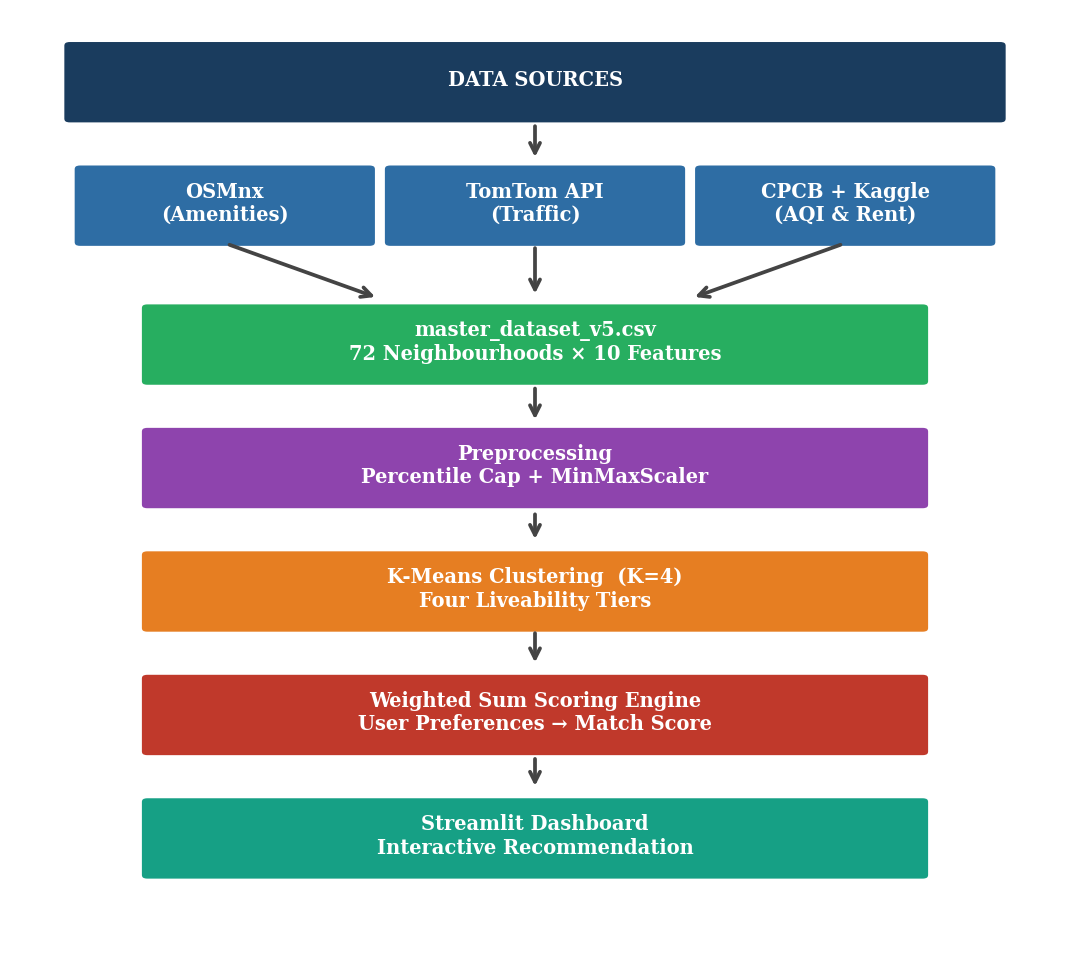 DATA SOURCES
OSMnx
(Amenities)
TomTom API
(Traffic)
CPCB + Kaggle
(AQI & Rent)
master_dataset_v5.csv
72 Neighbourhoods × 10 Features
Preprocessing
Percentile Cap + MinMaxScaler
K-Means Clustering  (K=4)
Four Liveability Tiers
Weighted Sum Scoring Engine
User Preferences → Match Score
Streamlit Dashboard
Interactive Recommendation